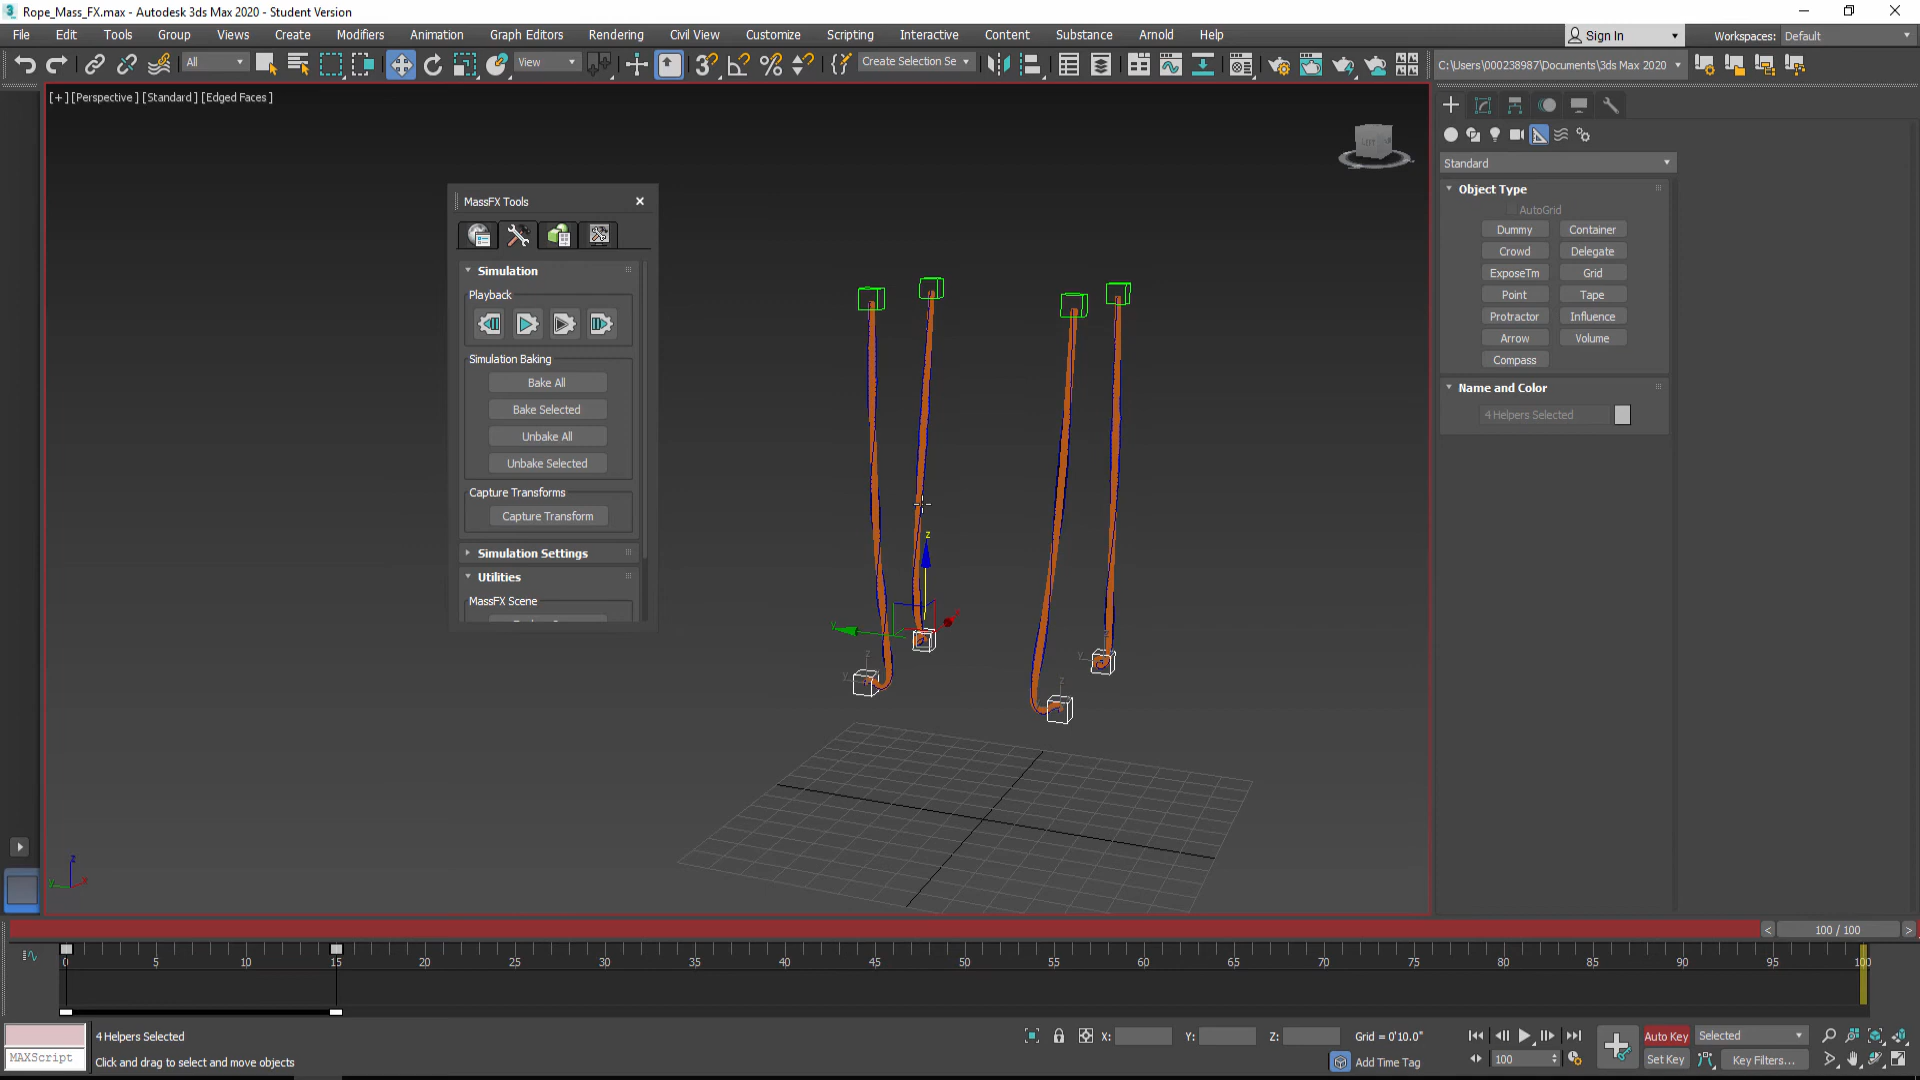 Rope_Mass_FX.max - Autodesk 3ds Max 2020 - Student Version
File Edit Tools Group Views Create Modifiers Animation Graph Editors Rendering Civil View Customize Scripting Interactive Content Substance Arnold Help
Sign In
Workspaces: Default
All
View
Create Selection Se
C:\Users\000238987\Documents\3ds Max 2020
[+] [Perspective] [Standard] [Edged Faces]
MassFX Tools
Simulation
Playback
Simulation Baking
Bake All
Bake Selected
Unbake All
Unbake Selected
Capture Transforms
Capture Transform
Simulation Settings
Utilities
MassFX Scene
Standard
Object Type
AutoGrid
Dummy Container
Crowd Delegate
ExposeTm Grid
Point Tape
Protractor Influence
Arrow Volume
Compass
Name and Color
4 Helpers Selected
z
y
z
y
z
y
z
z
100 / 100
0 5 10 15 20 25 30 35 40 45 50 55 60 65 70 75 80 85 90 95 100
4 Helpers Selected
X: Y: Z: Grid = 0'10.0"
Auto Key Selected
MAXScript
Click and drag to select and move objects
Add Time Tag
100
Set Key
Key Filters...